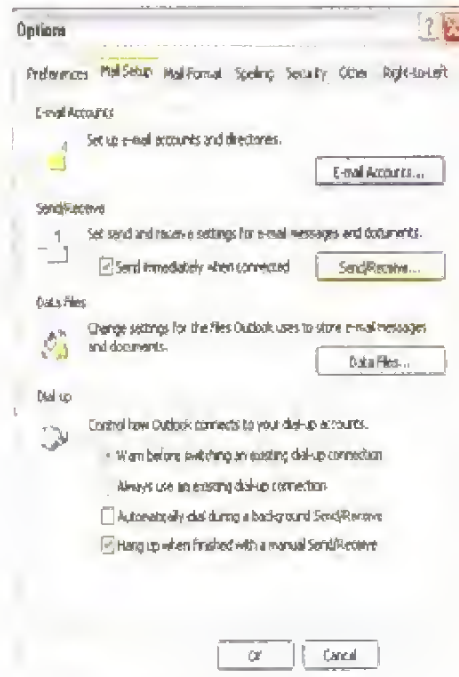 Options
?
Preferences Mail Setup Mail Format Spelling Security Other Right-to-Left
E-mail Accounts
Set up e-mail accounts and directories.
E-mail Accounts...
Send/Receive
Set send and receive settings for e-mail messages and documents.
Send immediately when connected
Send/Receive...
Data Files
Change settings for the files Outlook uses to store e-mail messages
and documents.
Data Files...
Dial up
Control how Outlook connects to your dial-up accounts.
Warn before switching an existing dial-up connection
Always use an existing dial-up connection
Automatically dial during a background Send/Receive
Hang up when finished with a manual Send/Receive
OK
Cancel